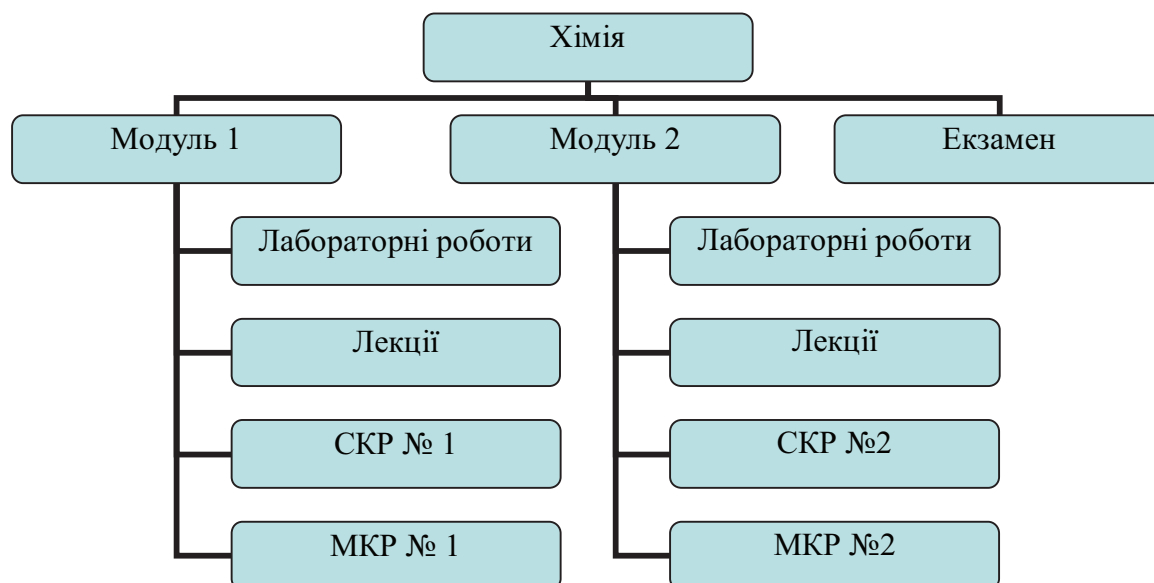 Хімія
Модуль 1
Модуль 2
Екзамен
Лабораторні роботи
Лекції
СКР № 1
МКР № 1
Лабораторні роботи
Лекції
СКР №2
МКР №2